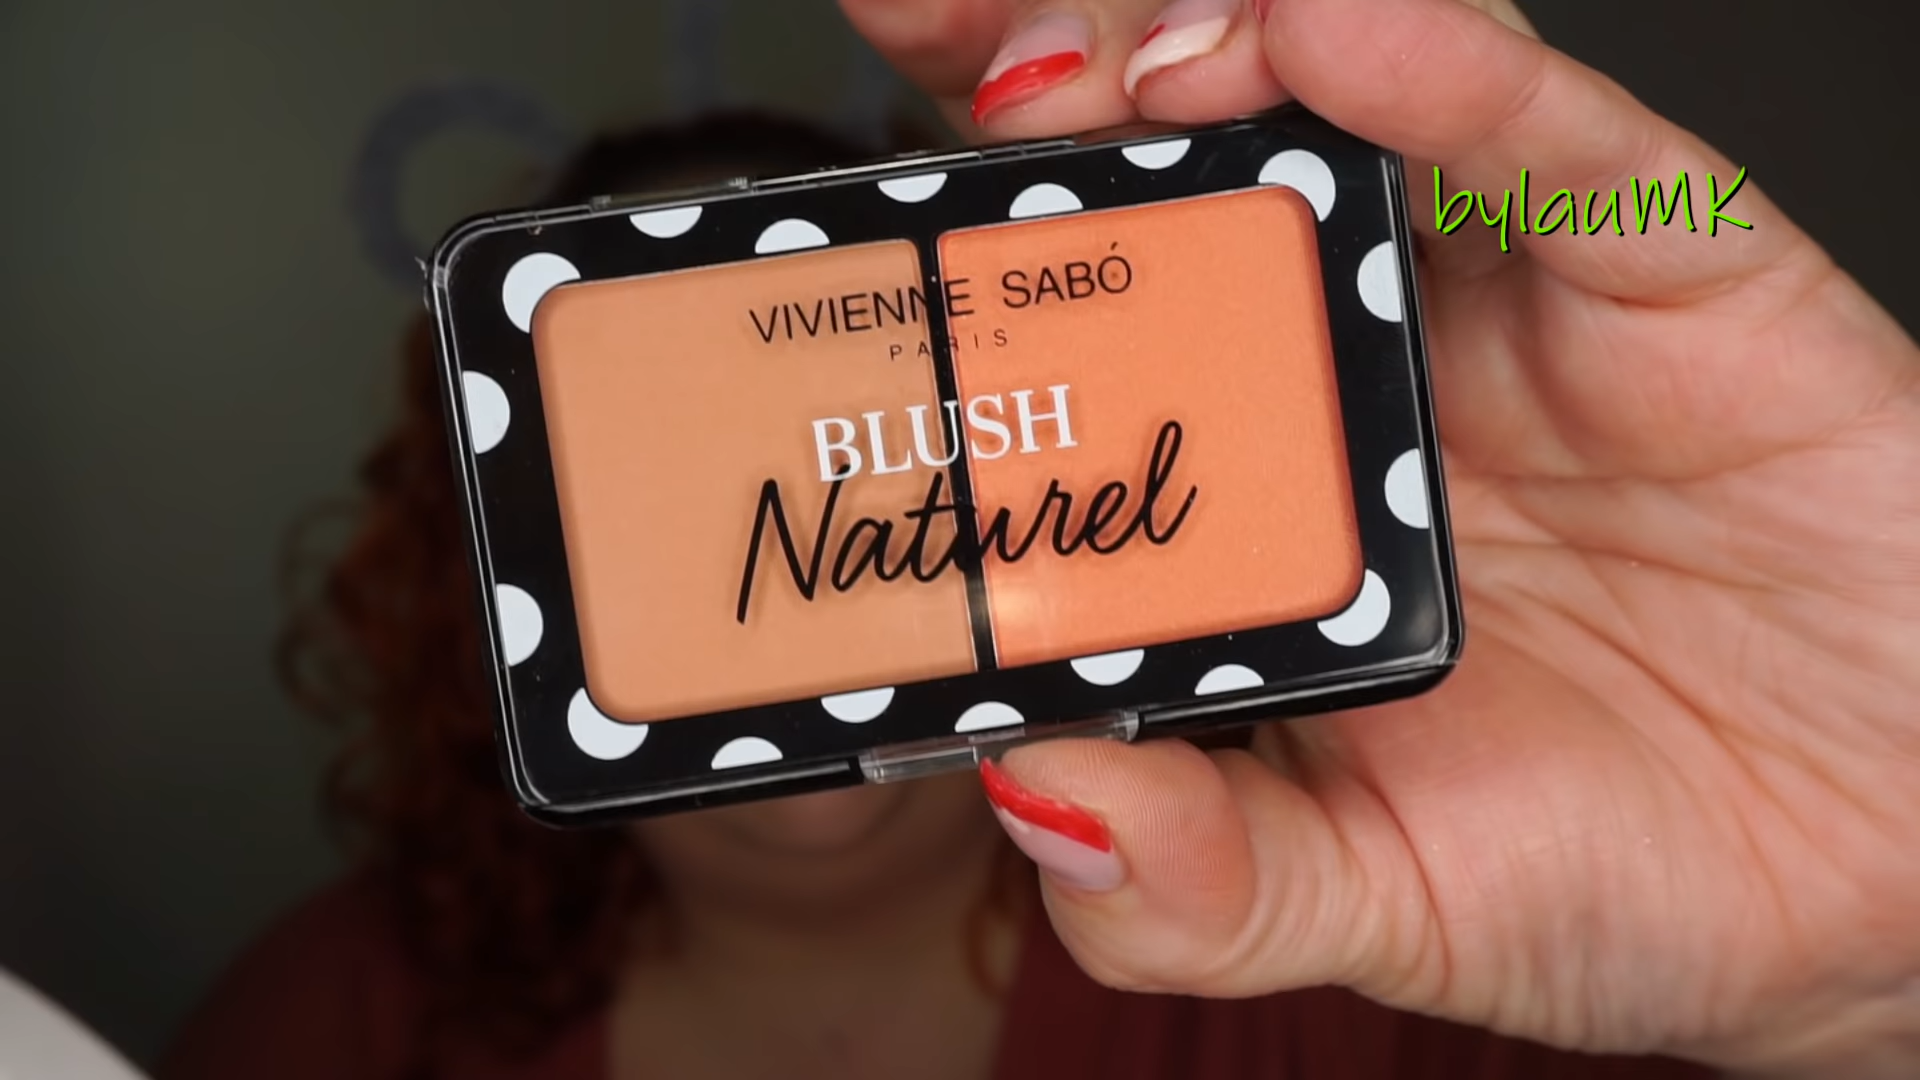 bylauMK
VIVIENNE SABÓ
PARIS
BLUSH
Naturel